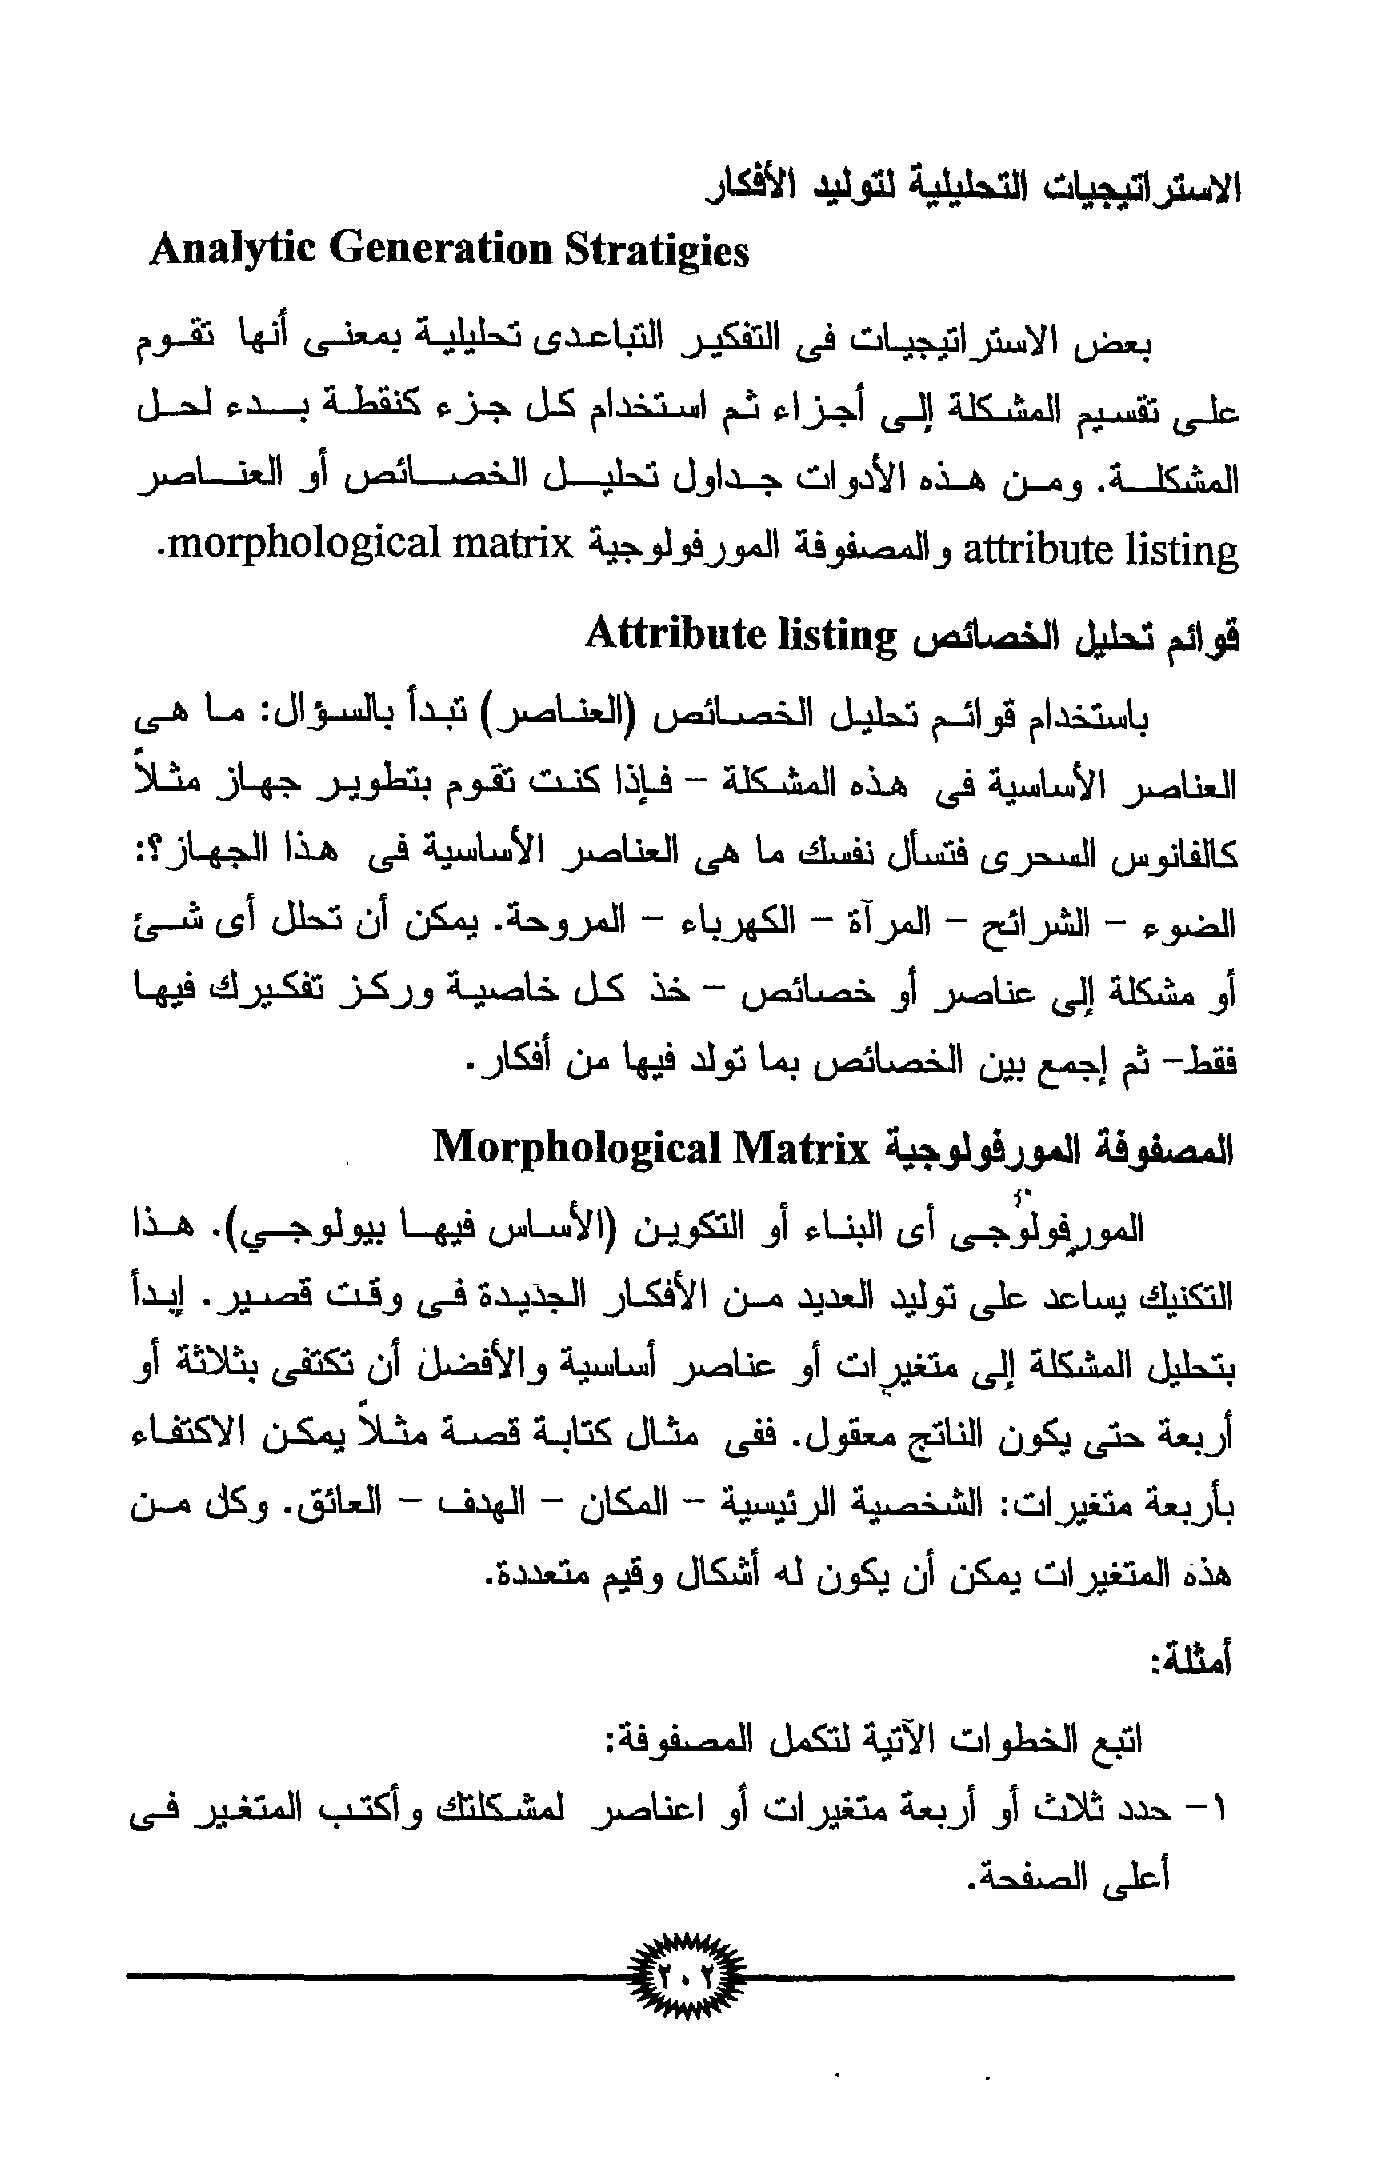 الاستراتيجيات التحليلية لتوليد الأفكار
Analytic Generation Stratigies
بعض الاستراتيجيات فى التفكير التباعدى تحليلية بمعنى أنها تقوم
على تقسيم المشكلة إلى أجزاء ثم استخدام كل جزء كنقطة بدء لحل
المشكلة. ومن هذه الأدوات جداول تحليل الخصائص أو العناصر
attribute listing والمصفوفة المورفولوجية morphological matrix.
قوائم تحليل الخصائص Attribute listing
باستخدام قوائم تحليل الخصائص (العناصر) تبدأ بالسؤال: ما هى
العناصر الأساسية فى هذه المشكلة - فإذا كنت تقوم بتطوير جهاز مثلاً
كالفانوس السحرى فتسأل نفسك ما هى العناصر الأساسية فى هذا الجهاز؟:
الضوء - الشرائح - المرآة - الكهرباء - المروحة. يمكن أن تحلل أى شئ
أو مشكلة إلى عناصر أو خصائص - خذ كل خاصية وركز تفكيرك فيها
فقط- ثم إجمع بين الخصائص بما تولد فيها من أفكار.
المصفوفة المورفولوجية Morphological Matrix
المورفولوجى أى البناء أو التكوين (الأساس فيها بيولوجي). هذا
التكنيك يساعد على توليد العديد من الأفكار الجديدة فى وقت قصير. إبدأ
بتحليل المشكلة إلى متغيرات أو عناصر أساسية والأفضل أن تكتفى بثلاثة أو
أربعة حتى يكون الناتج معقول. ففى مثال كتابة قصة مثلاً يمكن الاكتفاء
بأربعة متغيرات: الشخصية الرئيسية - المكان - الهدف - العائق. وكل من
هذه المتغيرات يمكن أن يكون له أشكال وقيم متعددة.
أمثلة:
اتبع الخطوات الآتية لتكمل المصفوفة:
١- حدد ثلاث أو أربعة متغيرات أو اعناصر لمشكلتك وأكتب المتغير فى
أعلى الصفحة.
٢٠٢